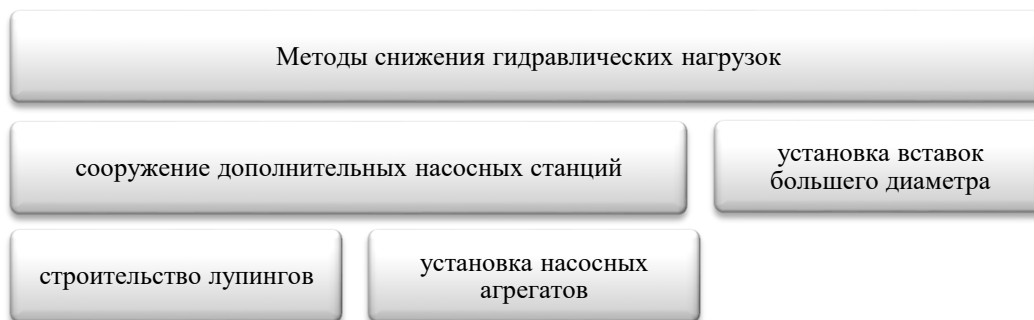 Методы снижения гидравлических нагрузок
сооружение дополнительных насосных станций
установка вставок
большего диаметра
строительство лупингов
установка насосных
агрегатов